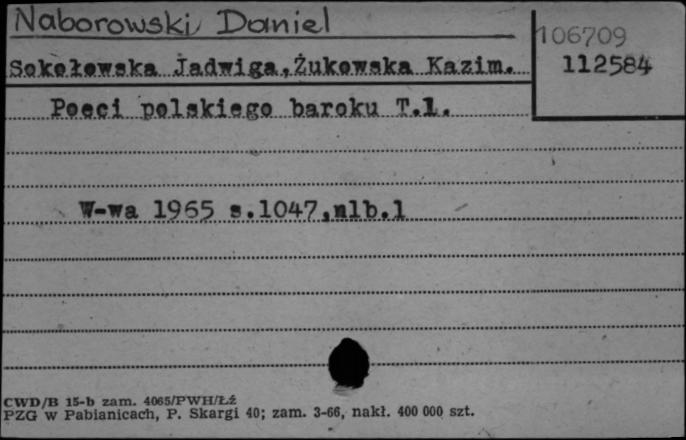 Naborowski Daniel
106709
Sokołowska Jadwiga,Żukowska Kazim.
112584
Poeci polskiego baroku T.1.
W-wa 1965 s.1047,nlb.1
CWD/B 15-b zam. 4065/PWH/Łź
PZG w Pabianicach, P. Skargi 40; zam. 3-66, nakł. 400 000 szt.